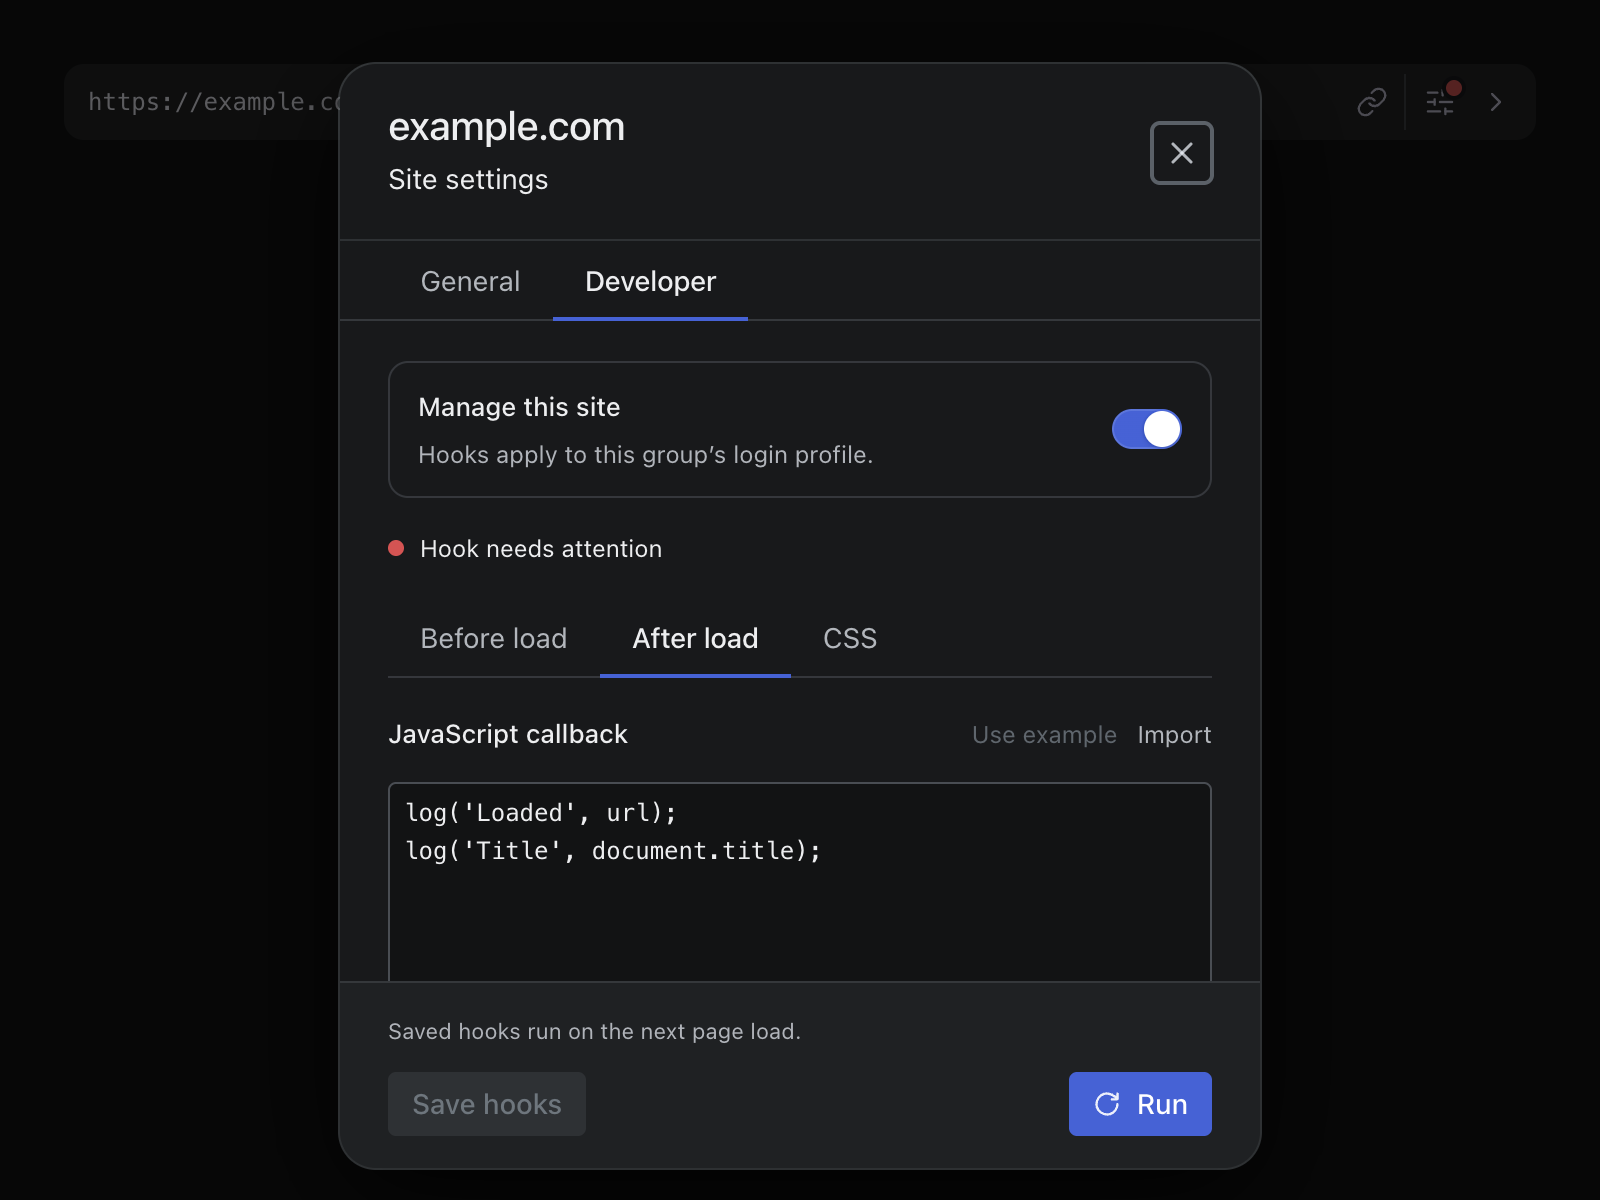 https://example.co
example.com
Site settings
General Developer
Manage this site
Hooks apply to this group’s login profile.
Hook needs attention
Before load After load CSS
JavaScript callback Use example Import
log('Loaded', url);
log('Title', document.title);
Saved hooks run on the next page load.
Save hooks Run